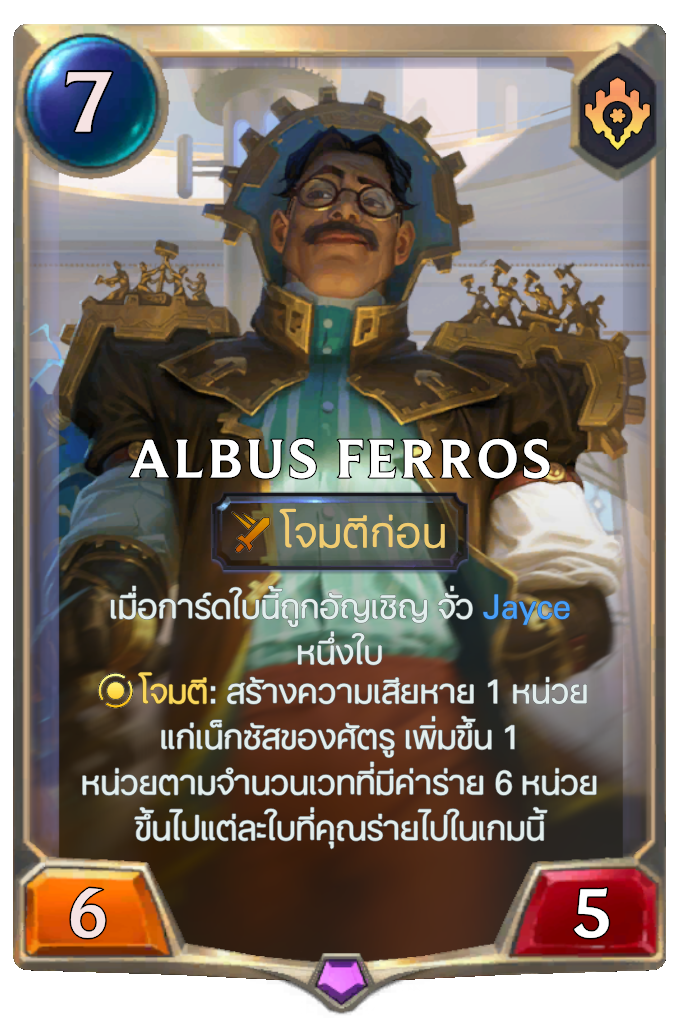 7
ALBUS FERROS
โจมตีก่อน
เมื่อการ์ดใบนี้ถูกอัญเชิญ จั่ว Jayce
หนึ่งใบ
โจมตี: สร้างความเสียหาย 1 หน่วย
แก่เน็กซัสของศัตรู เพิ่มขึ้น 1
หน่วยตามจำนวนเวทที่มีค่าร่าย 6 หน่วย
ขึ้นไปแต่ละใบที่คุณร่ายไปในเกมนี้
6
5